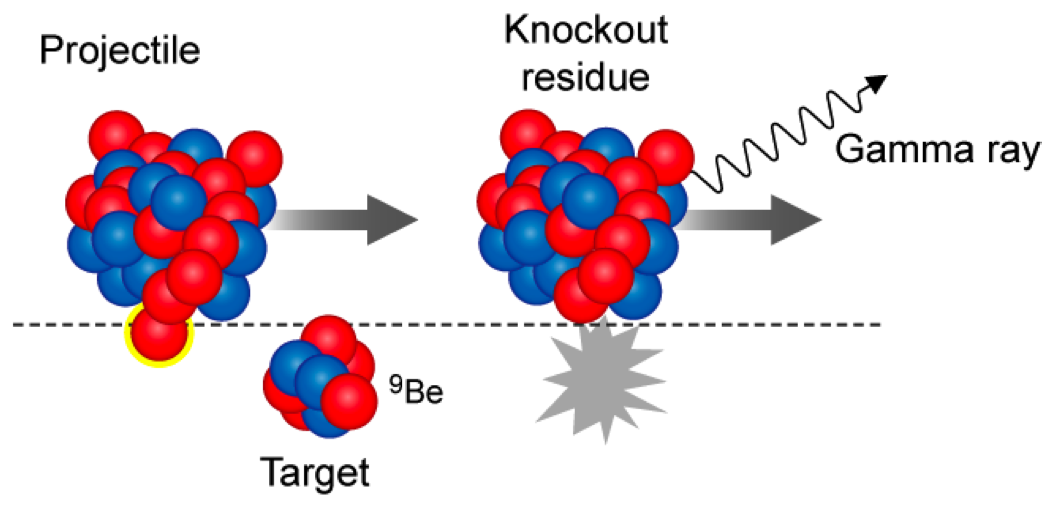 Projectile
Knockout
residue
Gamma ray
⁹Be
Target